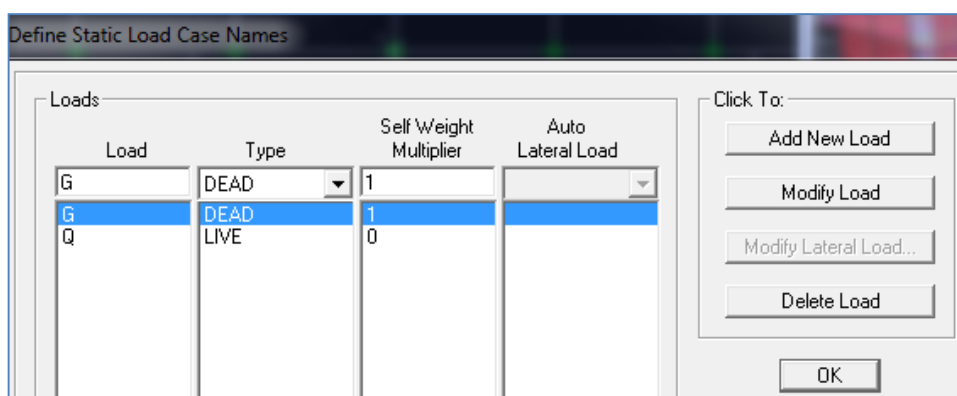 Define Static Load Case Names
Loads
Click To:
Load Type Self Weight Multiplier Auto Lateral Load
G DEAD 1
G DEAD 1
Q LIVE 0
Add New Load
Modify Load
Modify Lateral Load...
Delete Load
OK